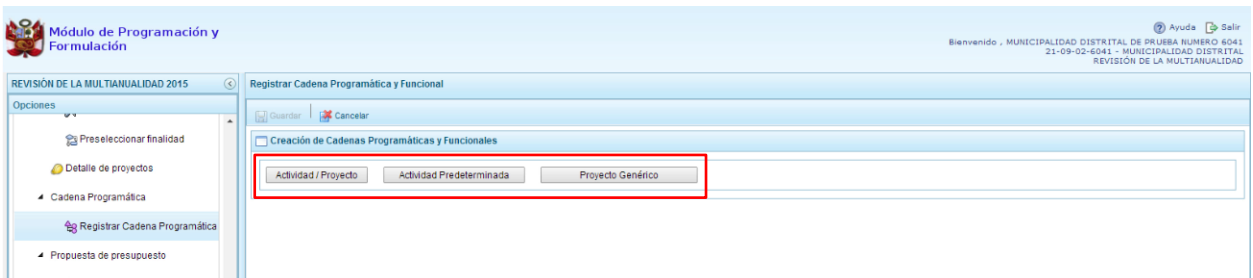 Módulo de Programación y
Formulación
Ayuda Salir
Bienvenido , MUNICIPALIDAD DISTRITAL DE PRUEBA NUMERO 6041
21-09-02-6041 - MUNICIPALIDAD DISTRITAL
REVISIÓN DE LA MULTIANUALIDAD
REVISIÓN DE LA MULTIANUALIDAD 2015
Registrar Cadena Programática y Funcional
Opciones
Guardar Cancelar
Preseleccionar finalidad
Creación de Cadenas Programáticas y Funcionales
Detalle de proyectos
Actividad / Proyecto Actividad Predeterminada Proyecto Genérico
Cadena Programática
Registrar Cadena Programática
Propuesta de presupuesto